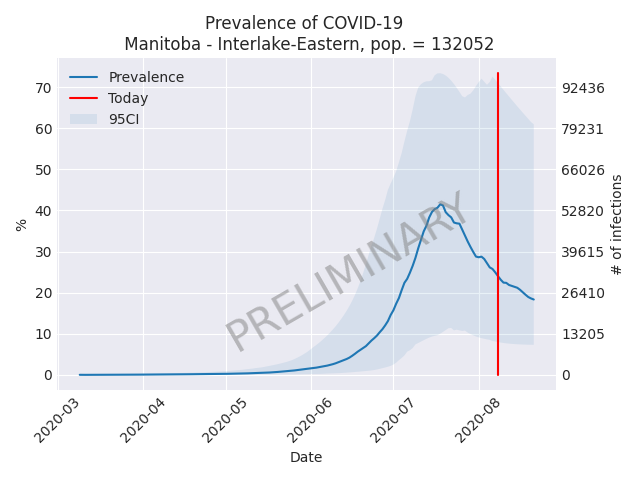 Prevalence of COVID-19
Manitoba - Interlake-Eastern, pop. = 132052
Prevalence
Today
95CI
70
60
50
40
30
20
10
0
%
92436
79231
66026
52820
39615
26410
13205
0
# of infections
PRELIMINARY
2020-03
2020-04
2020-05
2020-06
2020-07
2020-08
Date